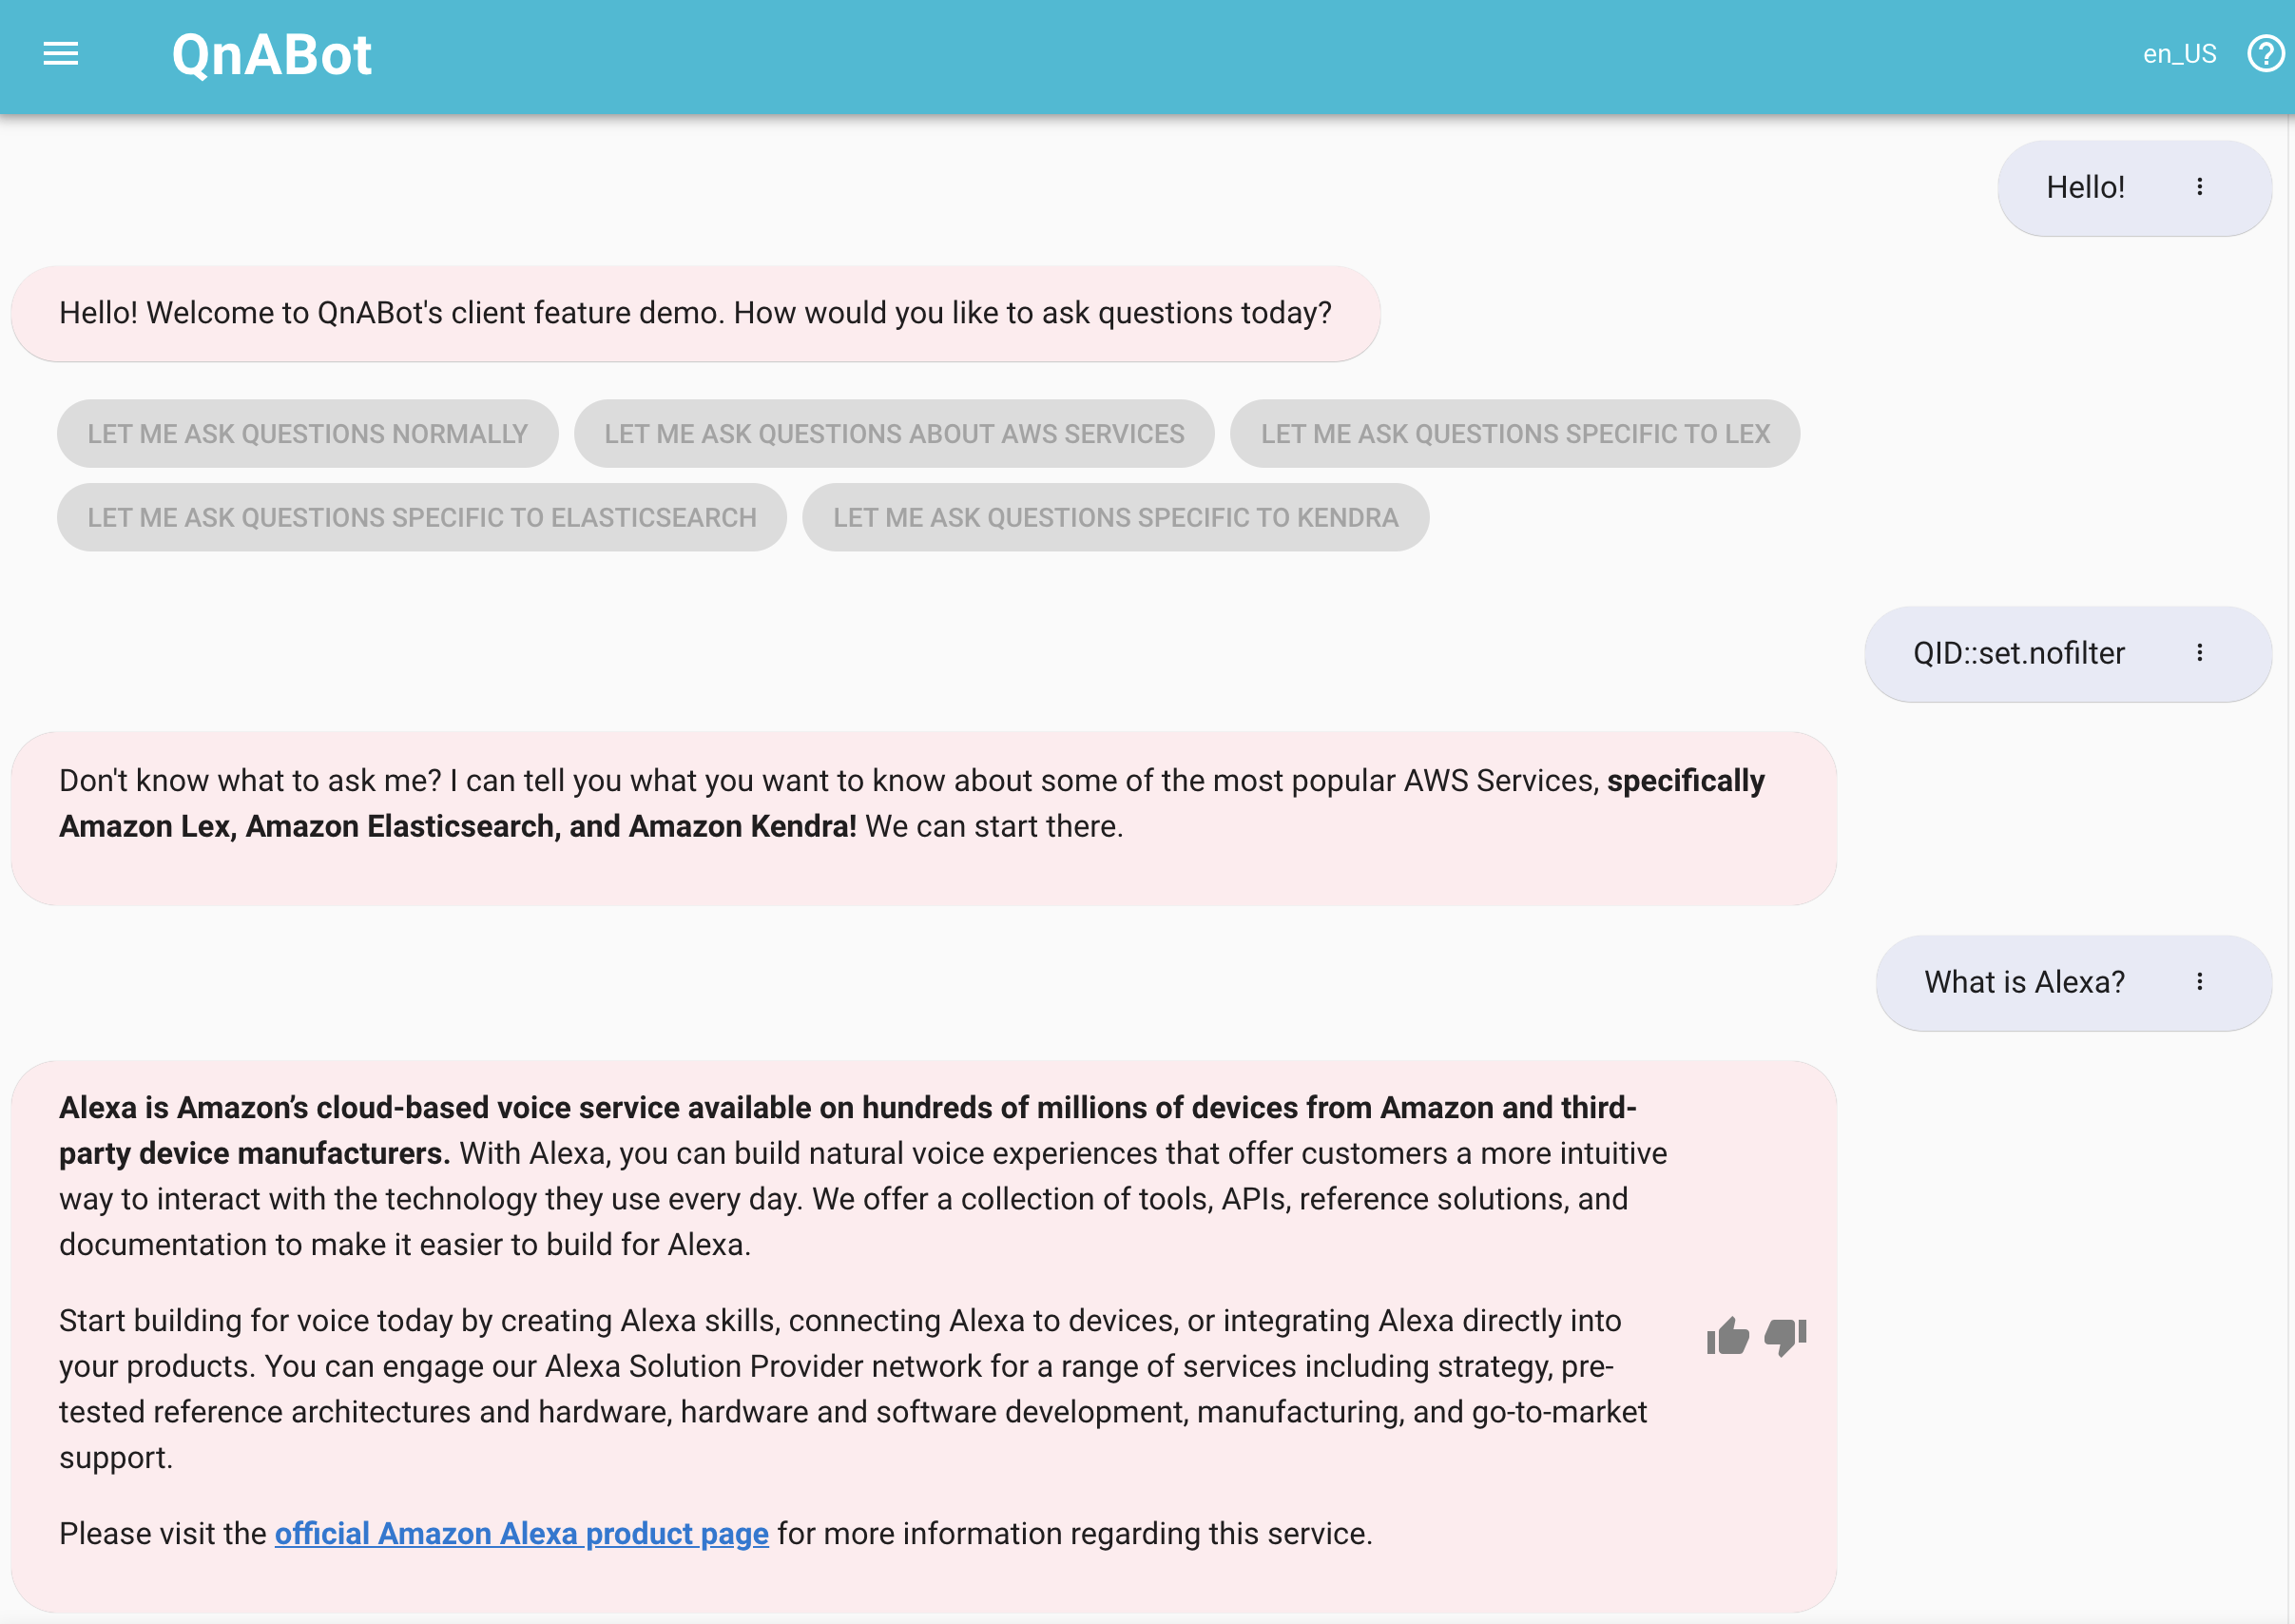 QnABot
en_US
Hello!
Hello! Welcome to QnABot's client feature demo. How would you like to ask questions today?
LET ME ASK QUESTIONS NORMALLY
LET ME ASK QUESTIONS ABOUT AWS SERVICES
LET ME ASK QUESTIONS SPECIFIC TO LEX
LET ME ASK QUESTIONS SPECIFIC TO ELASTICSEARCH
LET ME ASK QUESTIONS SPECIFIC TO KENDRA
QID::set.nofilter
Don't know what to ask me? I can tell you what you want to know about some of the most popular AWS Services, specifically
Amazon Lex, Amazon Elasticsearch, and Amazon Kendra! We can start there.
What is Alexa?
Alexa is Amazon’s cloud-based voice service available on hundreds of millions of devices from Amazon and third-
party device manufacturers. With Alexa, you can build natural voice experiences that offer customers a more intuitive
way to interact with the technology they use every day. We offer a collection of tools, APIs, reference solutions, and
documentation to make it easier to build for Alexa.
Start building for voice today by creating Alexa skills, connecting Alexa to devices, or integrating Alexa directly into
your products. You can engage our Alexa Solution Provider network for a range of services including strategy, pre-
tested reference architectures and hardware, hardware and software development, manufacturing, and go-to-market
support.
Please visit the official Amazon Alexa product page for more information regarding this service.